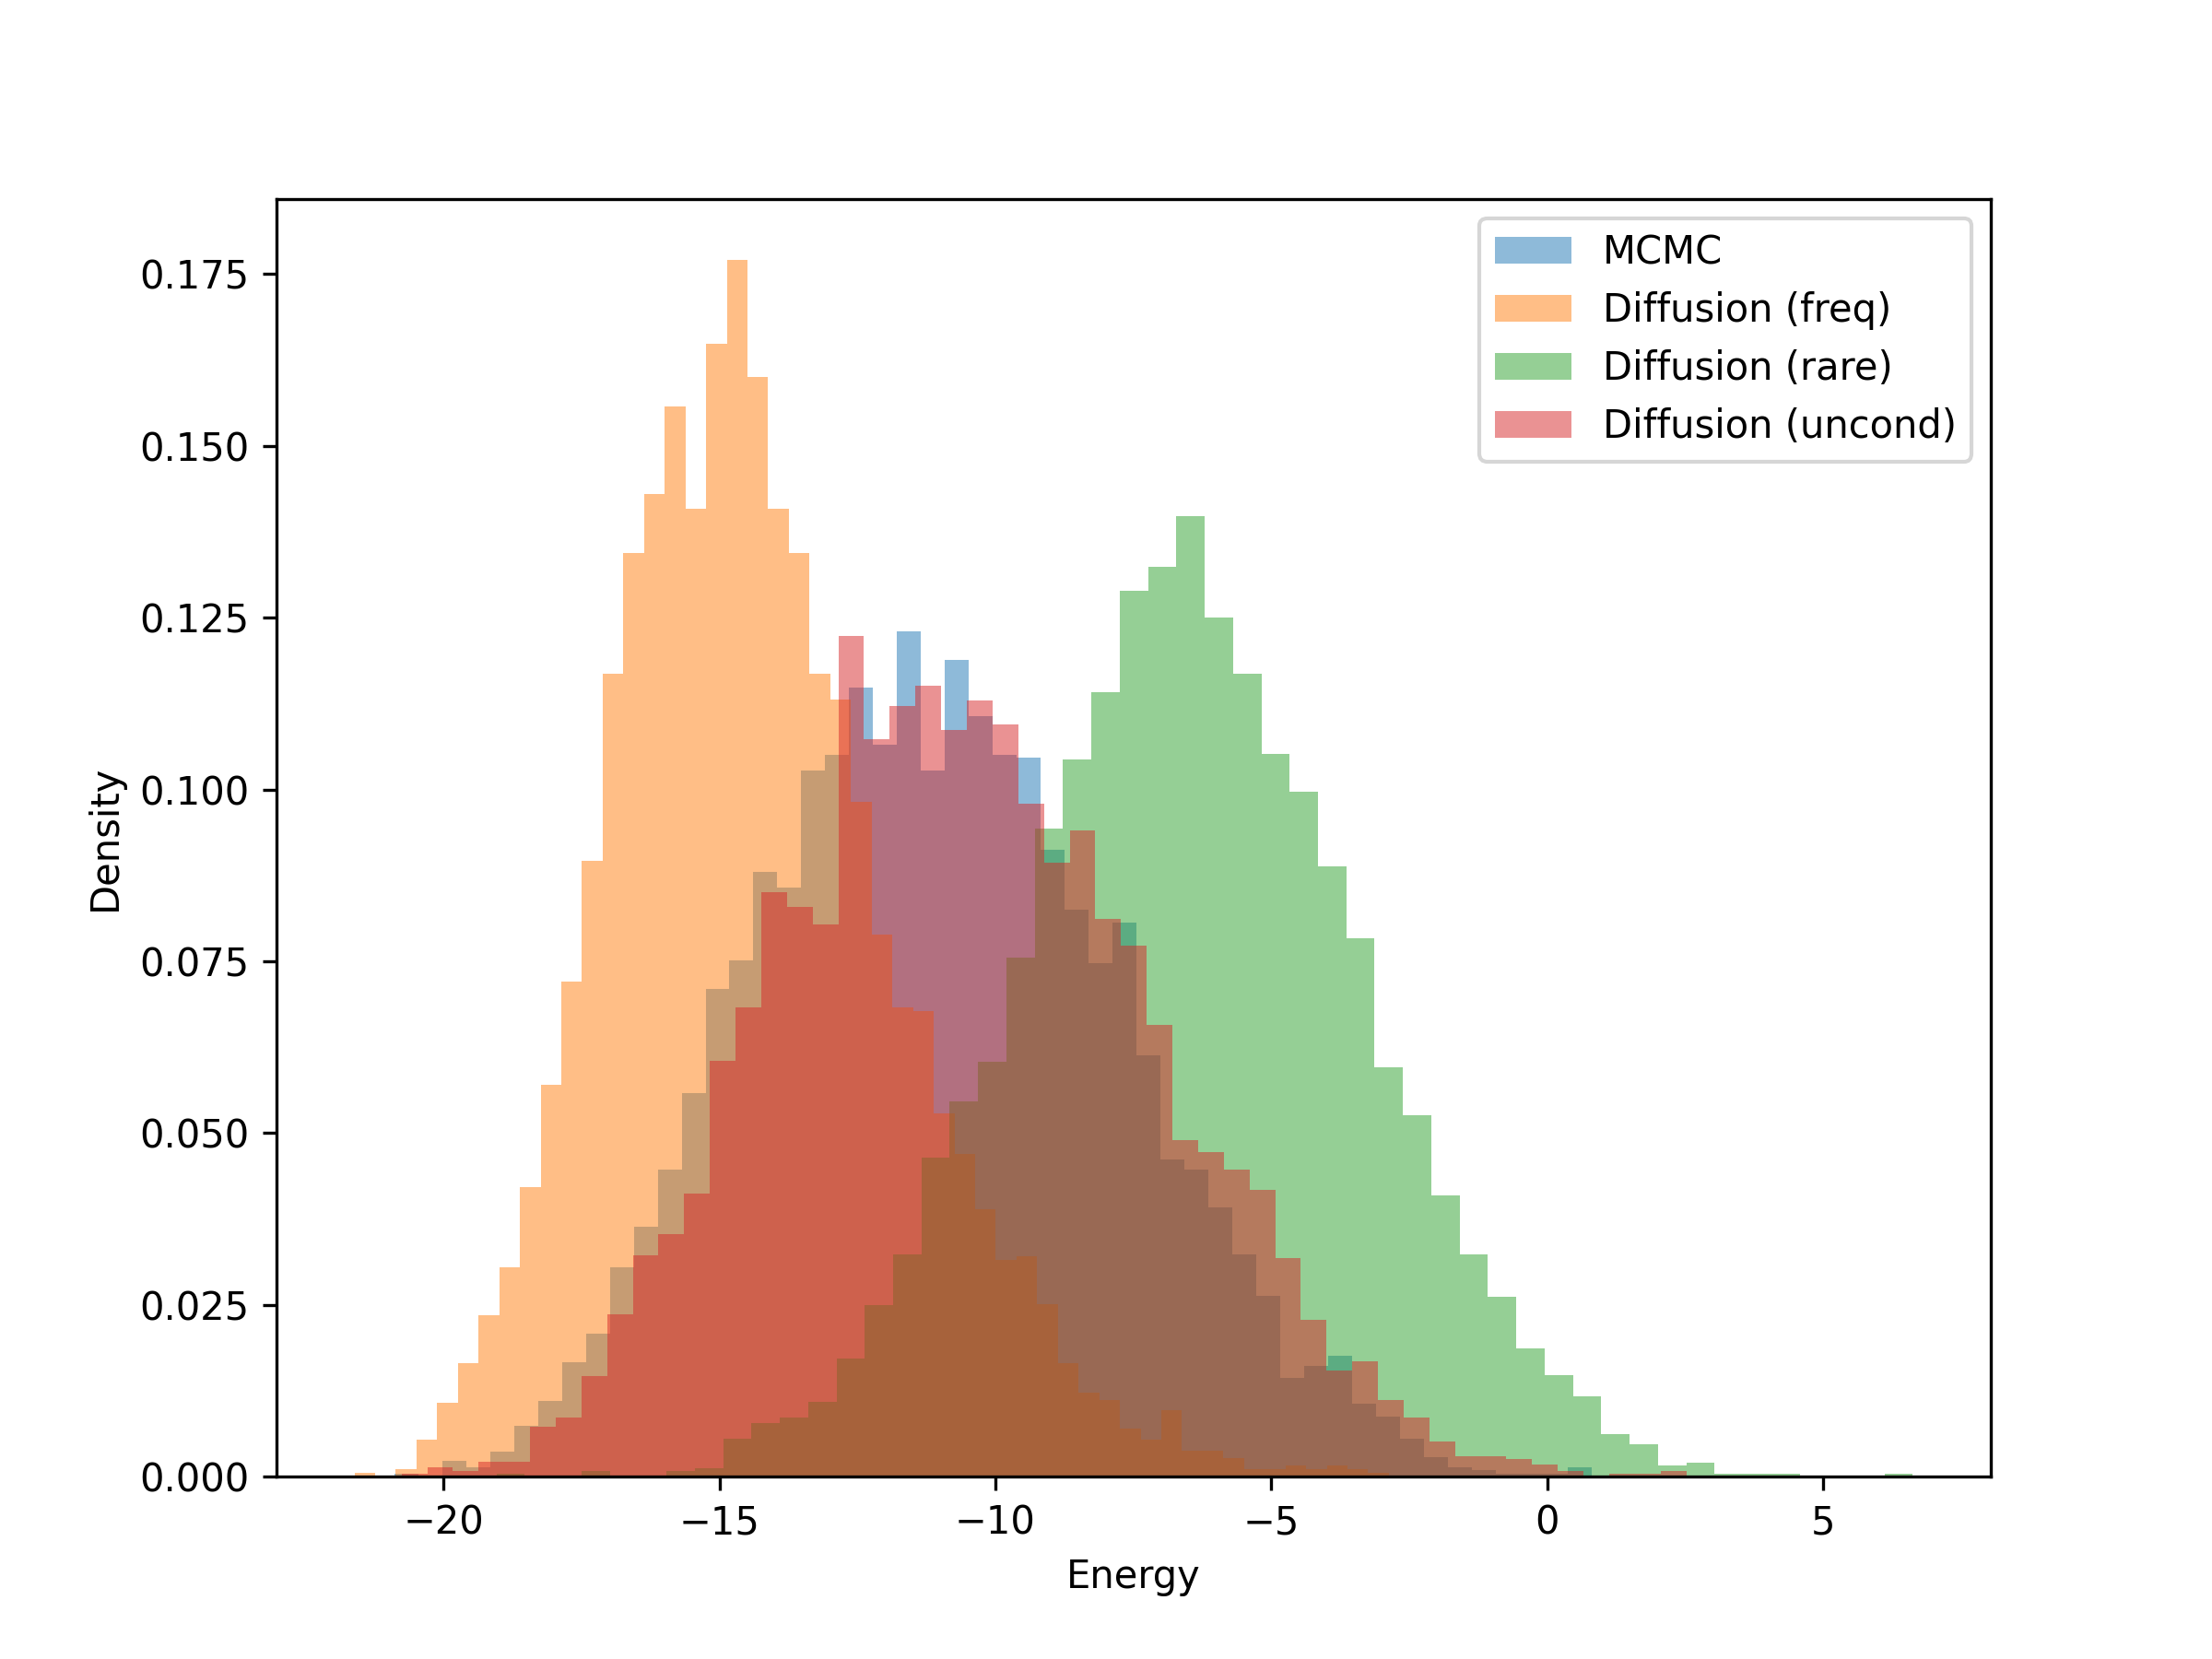 MCMC
Diffusion (freq)
Diffusion (rare)
Diffusion (uncond)
Density
0.175
0.150
0.125
0.100
0.075
0.050
0.025
0.000
−20 −15 −10 −5 0 5
Energy